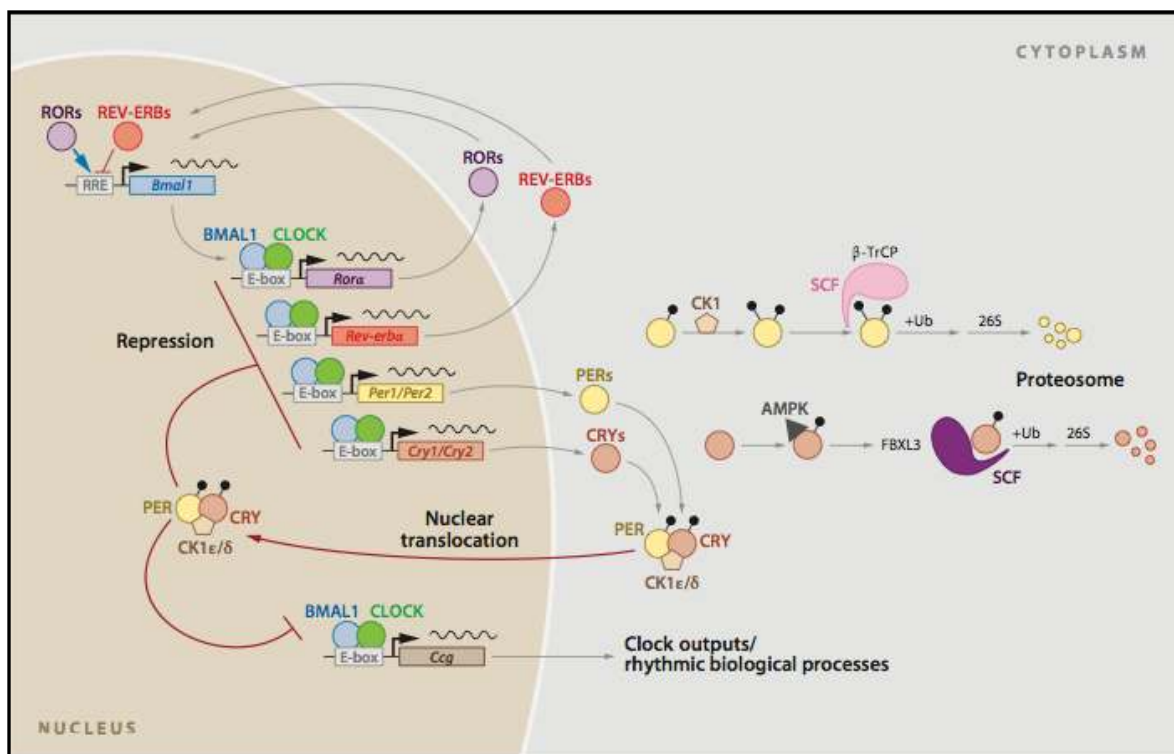 CYTOPLASM
RORs REV-ERBs
RRE Bmal1
RORs
REV-ERBs
BMAL1 CLOCK
E-box Rorα
E-box Rev-erbα
Repression
E-box Per1/Per2
PERs
E-box Cry1/Cry2
CRYs
β-TrCP
SCF
CK1
+Ub 26S
Proteosome
AMPK
FBXL3
+Ub 26S
SCF
PER CRY
CK1ε/δ
Nuclear
translocation
PER CRY
CK1ε/δ
BMAL1 CLOCK
E-box Ccg
Clock outputs/
rhythmic biological processes
NUCLEUS